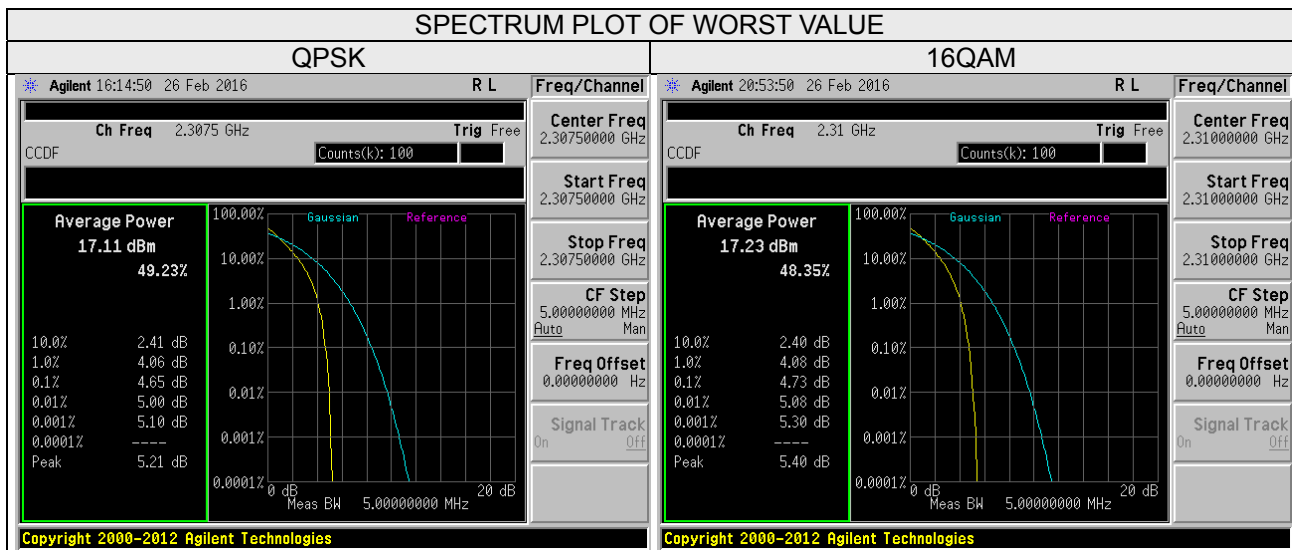 SPECTRUM PLOT OF WORST VALUE
QPSK
Agilent 16:14:50 26 Feb 2016 R L
Ch Freq 2.3075 GHz Trig Free
CCDF Counts(k): 100
Average Power
17.11 dBm
49.23%
10.0% 2.41 dB
1.0% 4.06 dB
0.1% 4.65 dB
0.01% 5.00 dB
0.001% 5.10 dB
0.0001% ----
Peak 5.21 dB
Gaussian Reference
100.00%
10.00%
1.00%
0.10%
0.01%
0.001%
0.0001%
0 dB 20 dB
Meas BW 5.00000000 MHz
Freq/Channel
Center Freq
2.30750000 GHz
Start Freq
2.30750000 GHz
Stop Freq
2.30750000 GHz
CF Step
5.00000000 MHz
Auto Man
Freq Offset
0.00000000 Hz
Signal Track
On Off
Copyright 2000-2012 Agilent Technologies
16QAM
Agilent 20:53:50 26 Feb 2016 R L
Ch Freq 2.31 GHz Trig Free
CCDF Counts(k): 100
Average Power
17.23 dBm
48.35%
10.0% 2.40 dB
1.0% 4.08 dB
0.1% 4.73 dB
0.01% 5.08 dB
0.001% 5.30 dB
0.0001% ----
Peak 5.40 dB
Gaussian Reference
100.00%
10.00%
1.00%
0.10%
0.01%
0.001%
0.0001%
0 dB 20 dB
Meas BW 5.00000000 MHz
Freq/Channel
Center Freq
2.31000000 GHz
Start Freq
2.31000000 GHz
Stop Freq
2.31000000 GHz
CF Step
5.00000000 MHz
Auto Man
Freq Offset
0.00000000 Hz
Signal Track
On Off
Copyright 2000-2012 Agilent Technologies